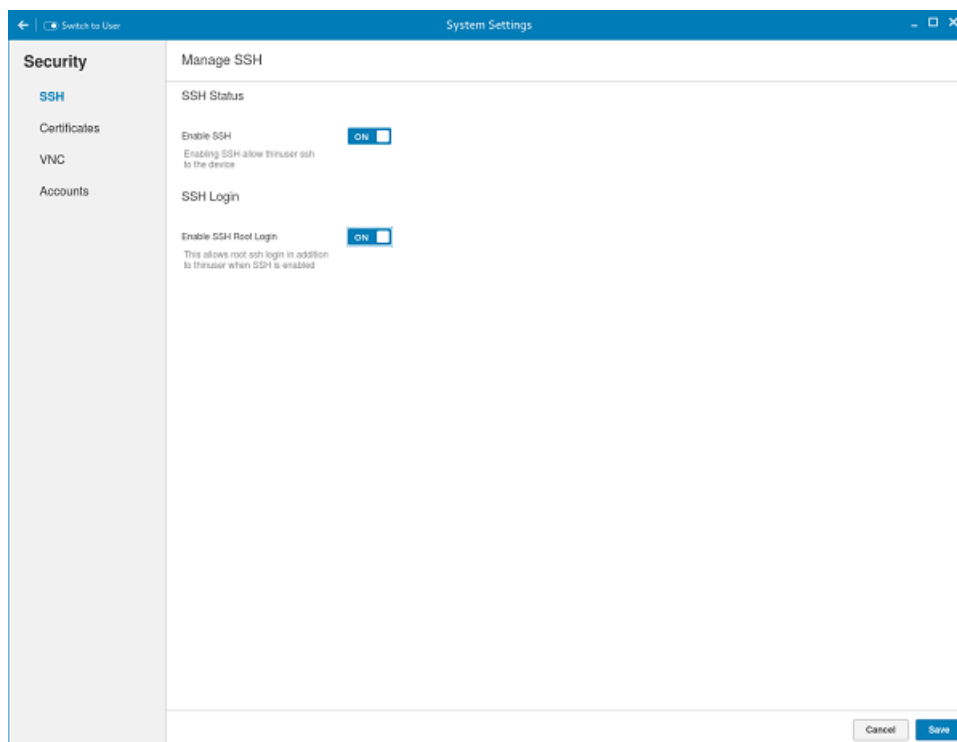 Switch to User
System Settings
Security
SSH
Certificates
VNC
Accounts
Manage SSH
SSH Status
Enable SSH
ON
Enabling SSH allow thinuser ssh
to the device
SSH Login
Enable SSH Root Login
ON
This allows root ssh login in addition
to thinuser when SSH is enabled
Cancel
Save